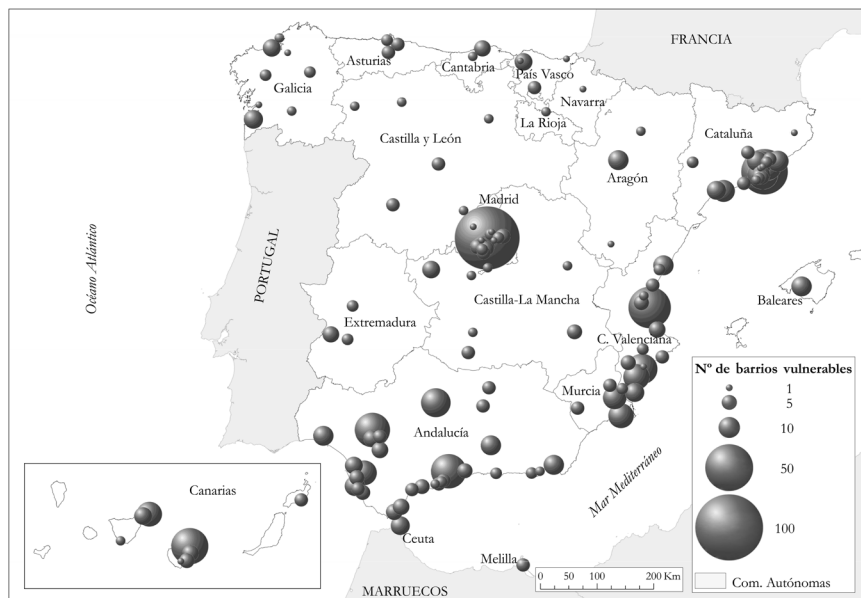 FRANCIA
Asturias
Cantabria
País Vasco
Galicia
Navarra
La Rioja
Cataluña
Castilla y León
Aragón
Madrid
Océano Atlántico
PORTUGAL
Castilla-La Mancha
Baleares
Extremadura
C. Valenciana
Murcia
Andalucía
Mar Mediterráneo
Canarias
Ceuta
Melilla
MARRUECOS
Nº de barrios vulnerables
1
5
10
50
100
Com. Autónomas
0 50 100 200 Km